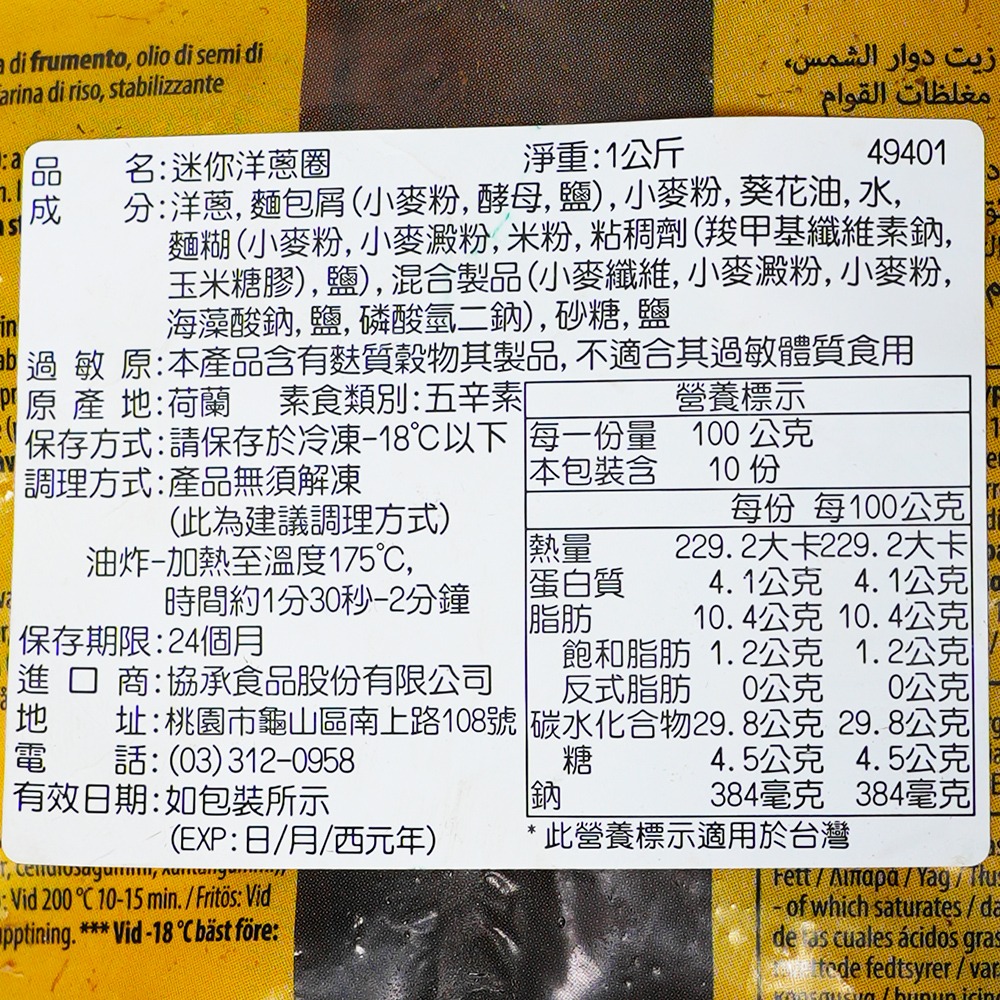 di frumento, olio di semi di
arina di riso, stabilizzante
زيت دوار الشمس،
مغلظات القوام
品名:迷你洋蔥圈 淨重:1公斤 49401
成分:洋蔥,麵包屑(小麥粉,酵母,鹽),小麥粉,葵花油,水,
麵糊(小麥粉,小麥澱粉,米粉,粘稠劑(羧甲基纖維素鈉,
玉米糖膠),鹽),混合製品(小麥纖維,小麥澱粉,小麥粉,
海藻酸鈉,鹽,磷酸氫二鈉),砂糖,鹽
過敏原:本產品含有麩質穀物其製品,不適合其過敏體質食用
原產地:荷蘭 素食類別:五辛素
保存方式:請保存於冷凍-18℃以下
調理方式:產品無須解凍
(此為建議調理方式)
油炸-加熱至溫度175℃,
時間約1分30秒-2分鐘
保存期限:24個月
進口商:協承食品股份有限公司
地址:桃園市龜山區南上路108號
電話:(03)312-0958
有效日期:如包裝所示
(EXP:日/月/西元年)
營養標示
每一份量 100 公克
本包裝含 10 份
每份 每100公克
熱量 229.2大卡 229.2大卡
蛋白質 4.1公克 4.1公克
脂肪 10.4公克 10.4公克
飽和脂肪 1.2公克 1.2公克
反式脂肪 0公克 0公克
碳水化合物 29.8公克 29.8公克
糖 4.5公克 4.5公克
鈉 384毫克 384毫克
*此營養標示適用於台灣
: Vid 200 °C 10-15 min. / Fritös: Vid
pptining. *** Vid -18 °C bäst före:
Fett / Λιπαρά / Yağ /
- of which saturates / da
de las cuales ácidos gras
fedtsyrer / var